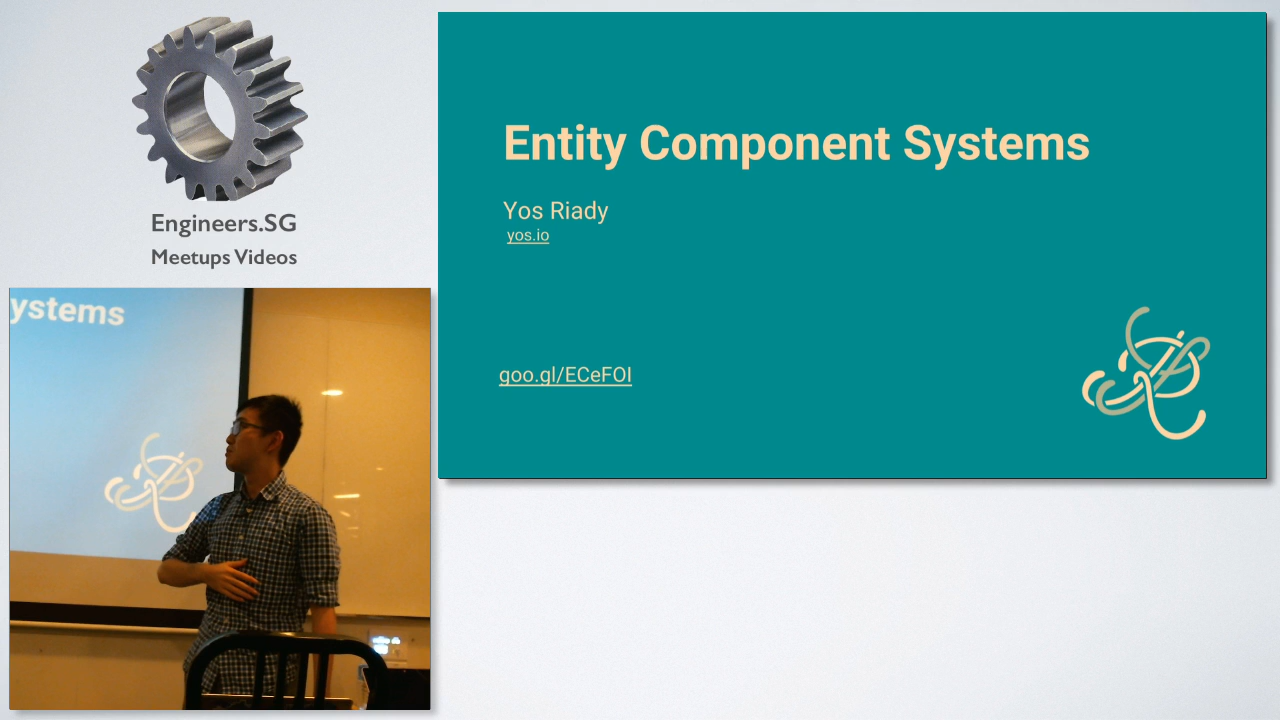 Engineers.SG
Meetups Videos
Entity Component Systems
Yos Riady
yos.io
goo.gl/ECeFOI
ystems